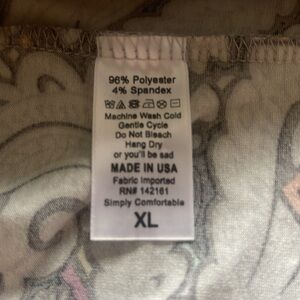 96% Polyester
4% Spandex
Machine Wash Cold
Gentle Cycle
Do Not Bleach
Hang Dry
or you'll be sad
MADE IN USA
Fabric Imported
RN# 142161
Simply Comfortable
XL